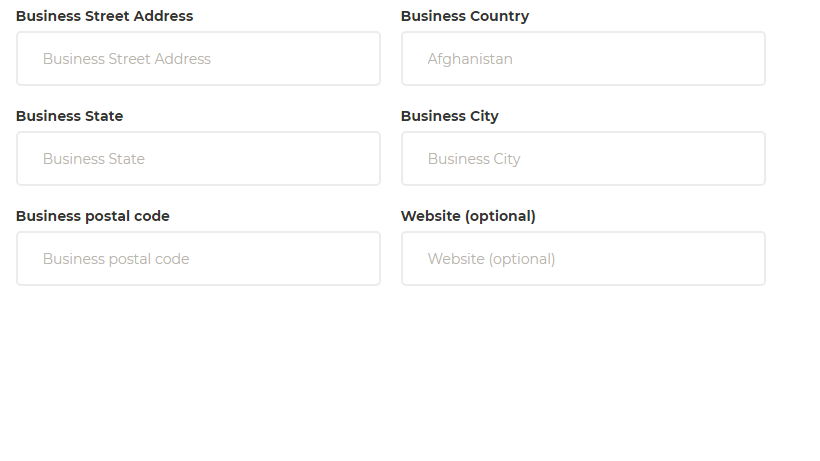 Business Street Address
Business Country
Business Street Address
Afghanistan
Business State
Business City
Business State
Business City
Business postal code
Website (optional)
Business postal code
Website (optional)